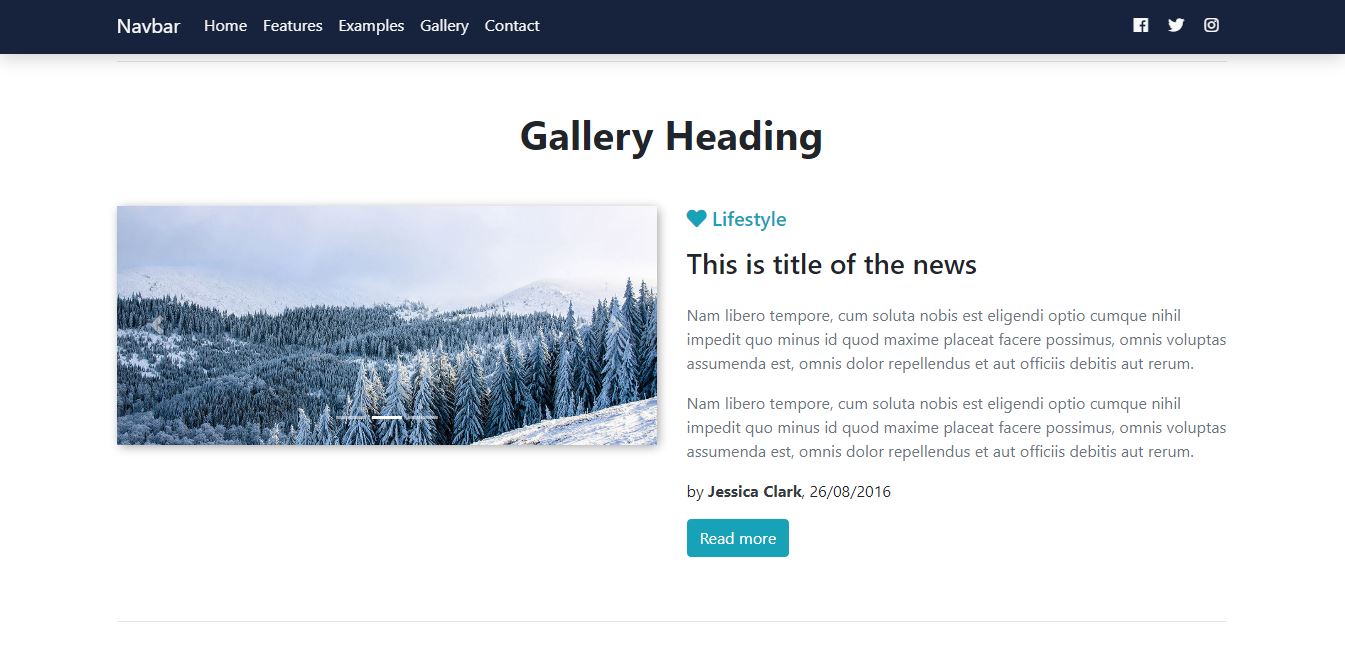 Navbar Home Features Examples Gallery Contact
Gallery Heading
Lifestyle
This is title of the news
Nam libero tempore, cum soluta nobis est eligendi optio cumque nihil
impedit quo minus id quod maxime placeat facere possimus, omnis voluptas
assumenda est, omnis dolor repellendus et aut officiis debitis aut rerum.
Nam libero tempore, cum soluta nobis est eligendi optio cumque nihil
impedit quo minus id quod maxime placeat facere possimus, omnis voluptas
assumenda est, omnis dolor repellendus et aut officiis debitis aut rerum.
by Jessica Clark, 26/08/2016
Read more